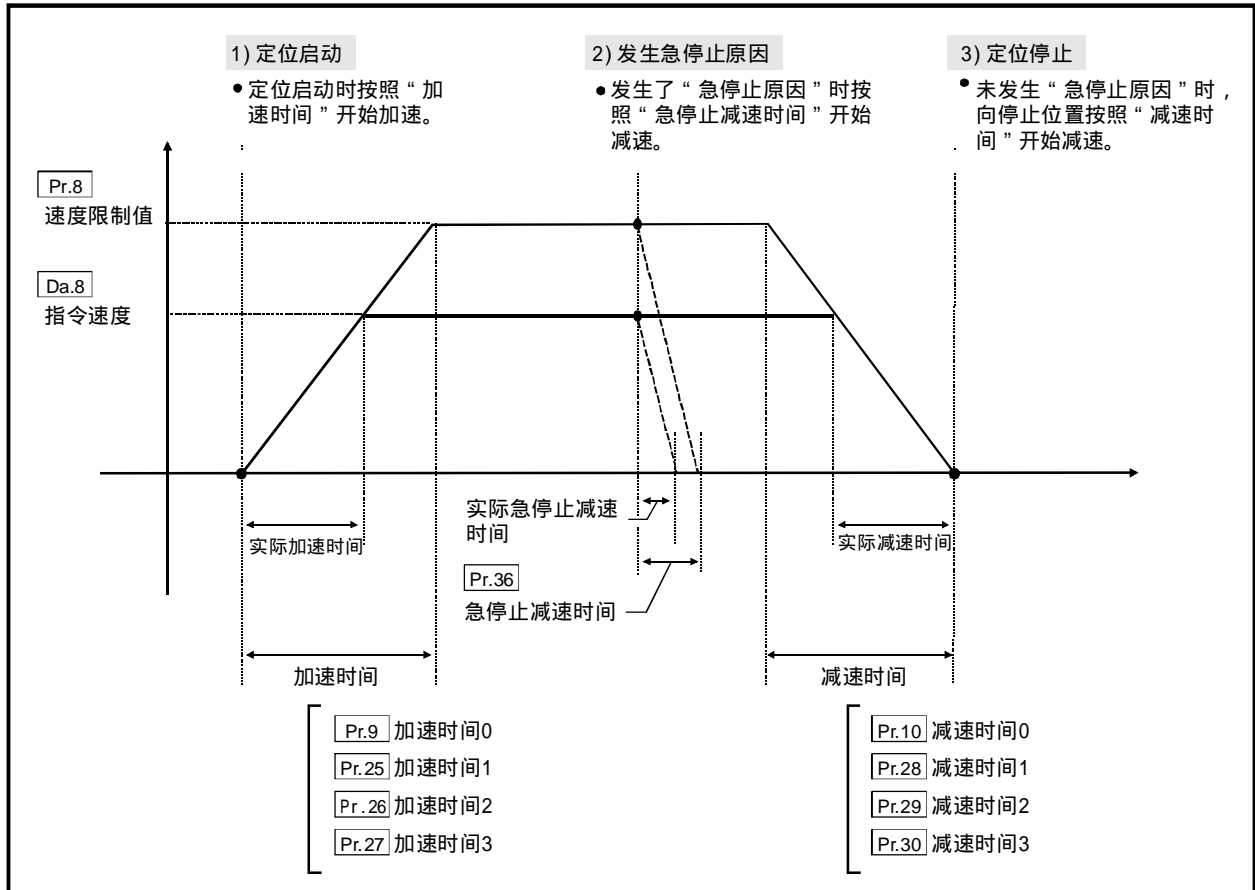 1) 定位启动
● 定位启动时按照“加
速时间”开始加速。
2) 发生急停止原因
● 发生了“急停止原因”时按
照“急停止减速时间”开始
减速。
3) 定位停止
● 未发生“急停止原因”时，
向停止位置按照“减速时
间”开始减速。
Pr.8
速度限制值
Da.8
指令速度
实际加速时间
实际急停止减速
时间
实际减速时间
Pr.36
急停止减速时间
加速时间
减速时间
Pr.9 加速时间0
Pr.25 加速时间1
Pr.26 加速时间2
Pr.27 加速时间3
Pr.10 减速时间0
Pr.28 减速时间1
Pr.29 减速时间2
Pr.30 减速时间3